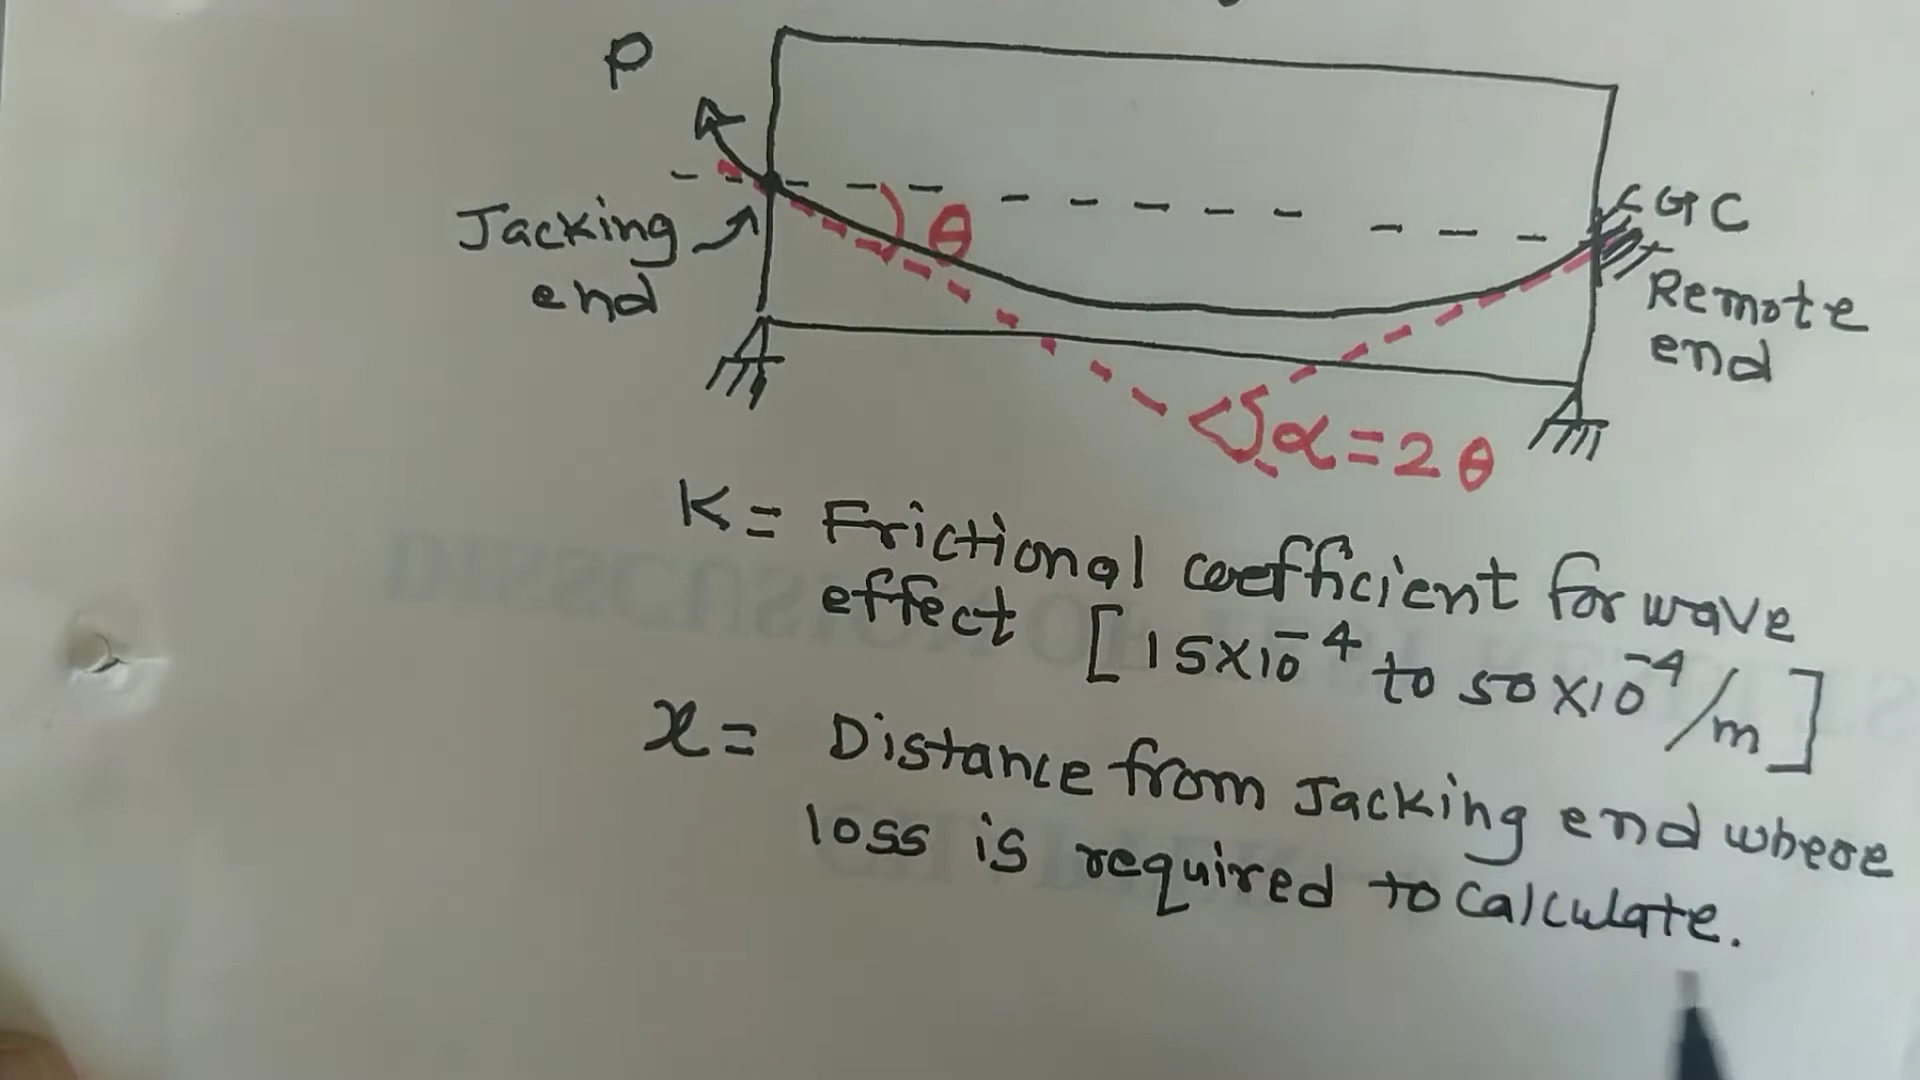 P
CGC
Jacking
end
θ
Remote
end
α=2θ
K= Frictional coefficient for wave
effect [15×10⁻⁴ to 50×10⁻⁴/m]
x= Distance from Jacking end where
loss is required to calculate.